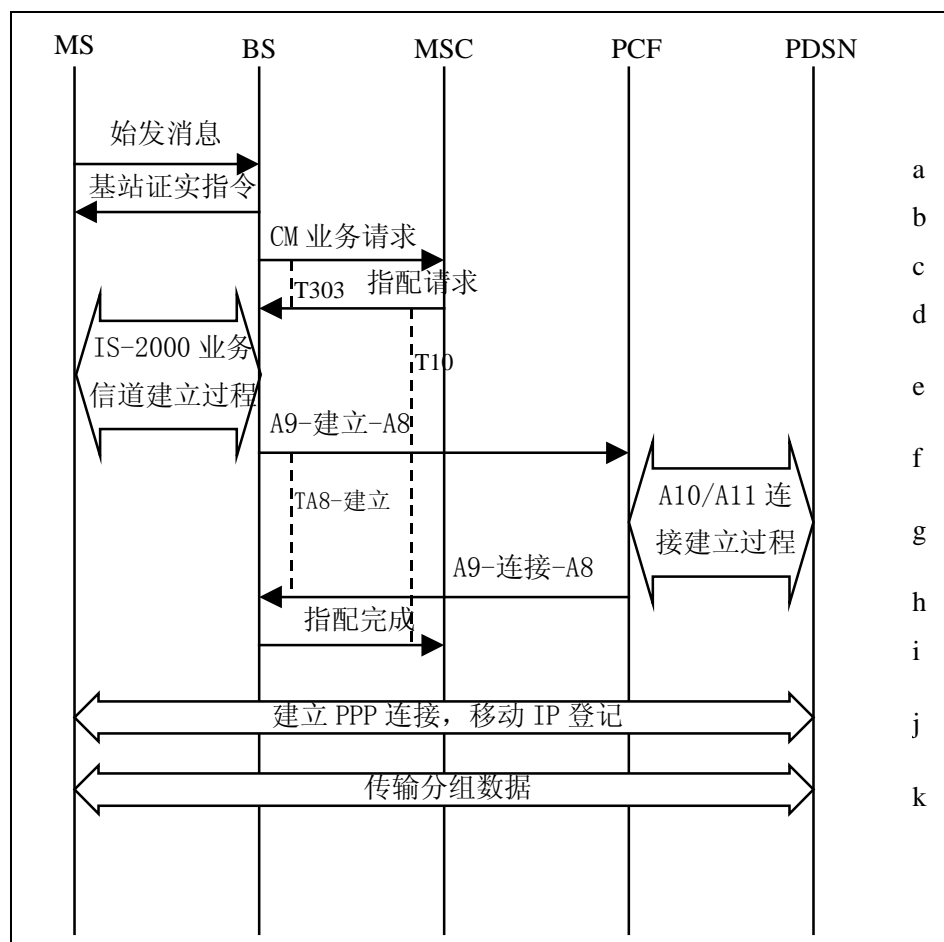 MS BS MSC PCF PDSN
始发消息
a
基站证实指令
b
CM 业务请求
c
T303
指配请求
d
IS-2000 业务
信道建立过程
T10
e
A9-建立-A8
f
TA8-建立
A10/A11 连
接建立过程
g
A9-连接-A8
h
指配完成
i
建立 PPP 连接，移动 IP 登记
j
传输分组数据
k